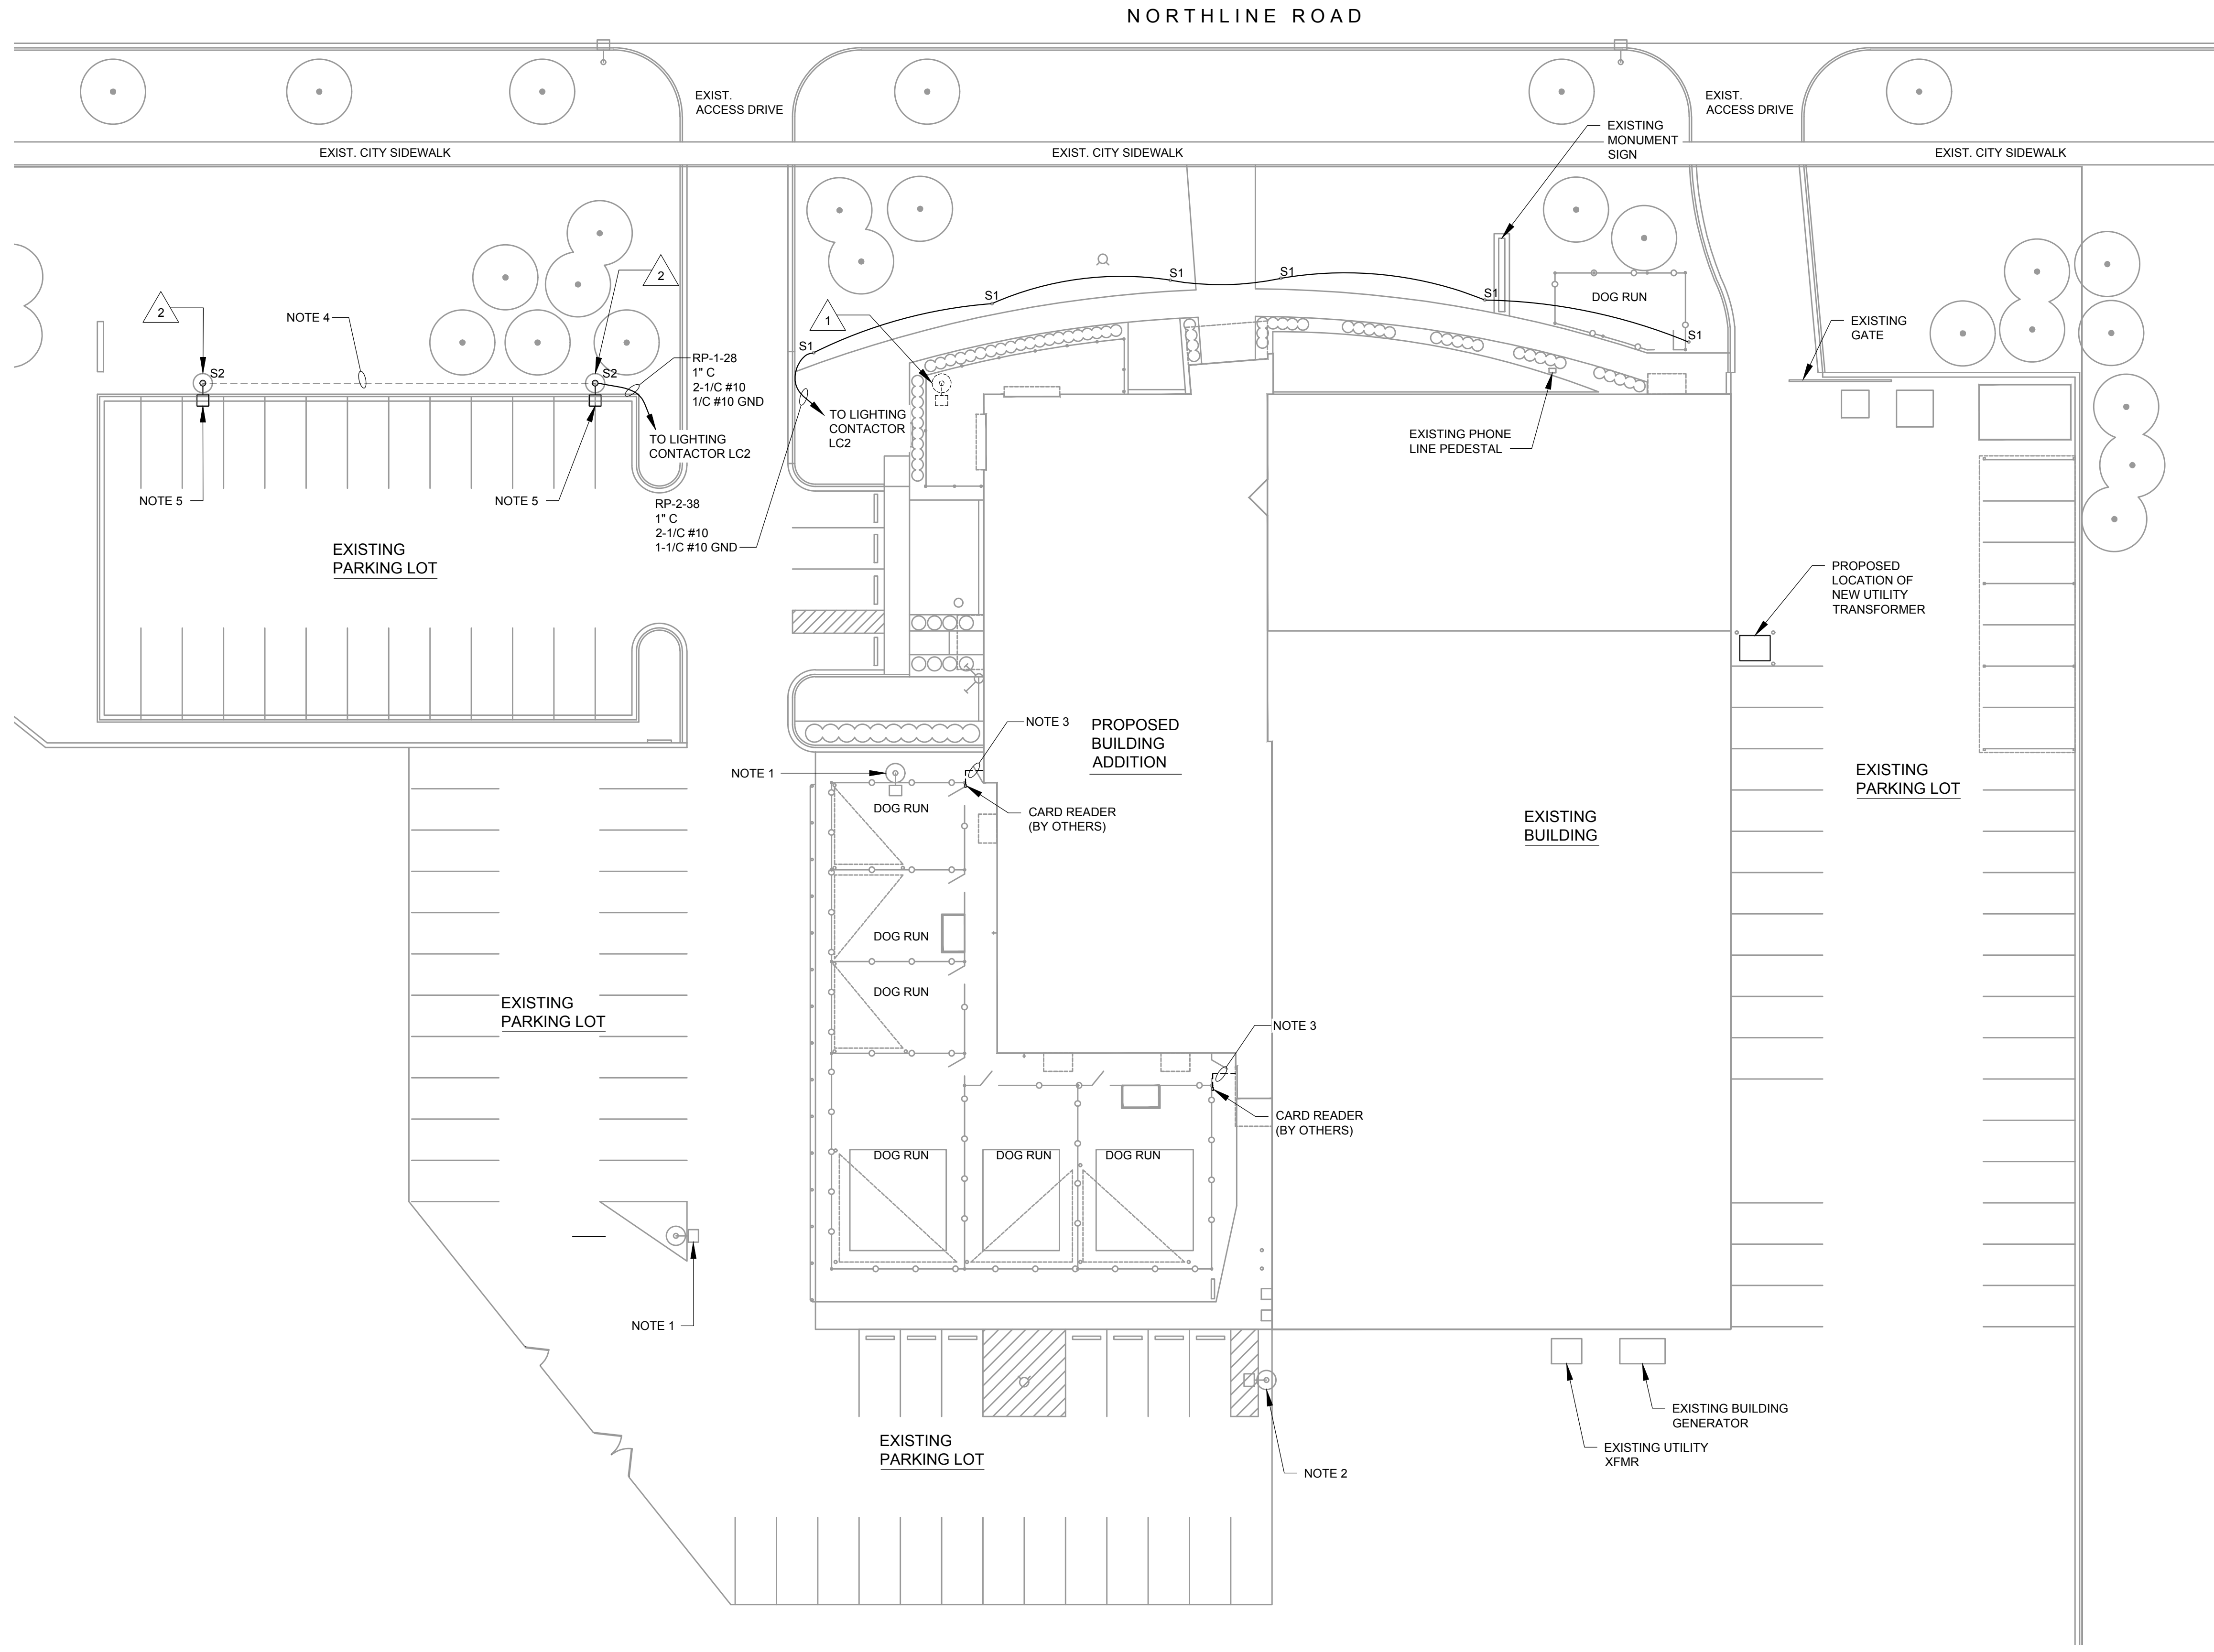 NORTHLINE ROAD
EXIST.
ACCESS DRIVE
EXIST.
ACCESS DRIVE
EXISTING
MONUMENT
SIGN
EXIST. CITY SIDEWALK
EXIST. CITY SIDEWALK
EXIST. CITY SIDEWALK
2
2
NOTE 4
1
S1
S1
S1
S1
S1
S1
DOG RUN
EXISTING
GATE
S2
S2
RP-1-28
1" C
2-1/C #10
1/C #10 GND
TO LIGHTING
CONTACTOR LC2
TO LIGHTING
CONTACTOR
LC2
EXISTING PHONE
LINE PEDESTAL
NOTE 5
NOTE 5
RP-2-38
1" C
2-1/C #10
1-1/C #10 GND
EXISTING
PARKING LOT
PROPOSED
LOCATION OF
NEW UTILITY
TRANSFORMER
NOTE 3
PROPOSED
BUILDING
ADDITION
NOTE 1
CARD READER
(BY OTHERS)
DOG RUN
EXISTING
BUILDING
EXISTING
PARKING LOT
DOG RUN
DOG RUN
EXISTING
PARKING LOT
NOTE 3
CARD READER
(BY OTHERS)
DOG RUN
DOG RUN
DOG RUN
NOTE 1
EXISTING BUILDING
GENERATOR
EXISTING UTILITY
XFMR
EXISTING
PARKING LOT
NOTE 2